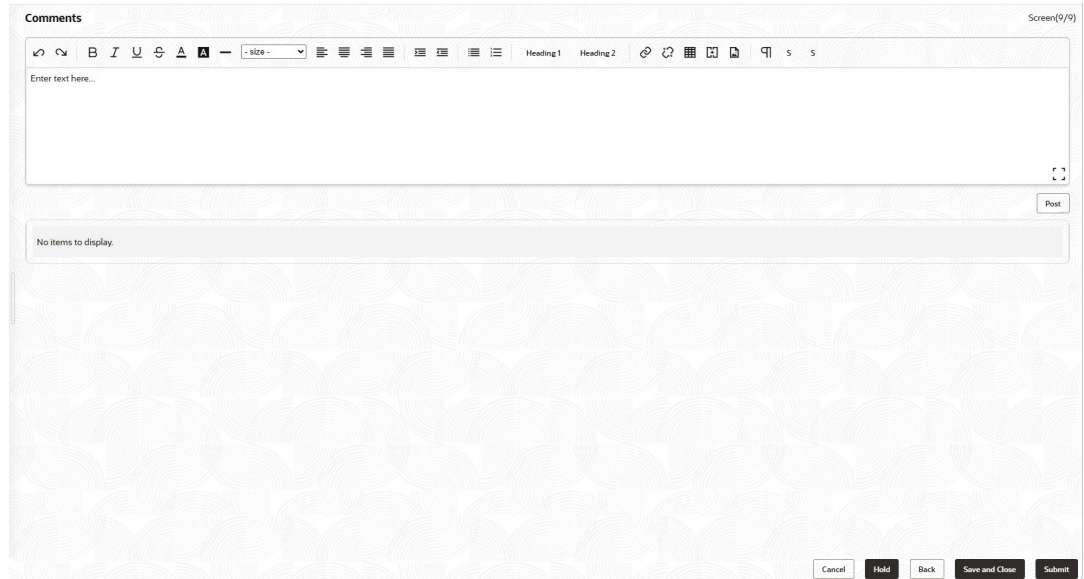 Comments Screen(9/9)
B I U S A A - size - Heading 1 Heading 2 S S
Enter text here...
Post
No items to display.
Cancel Hold Back Save and Close Submit